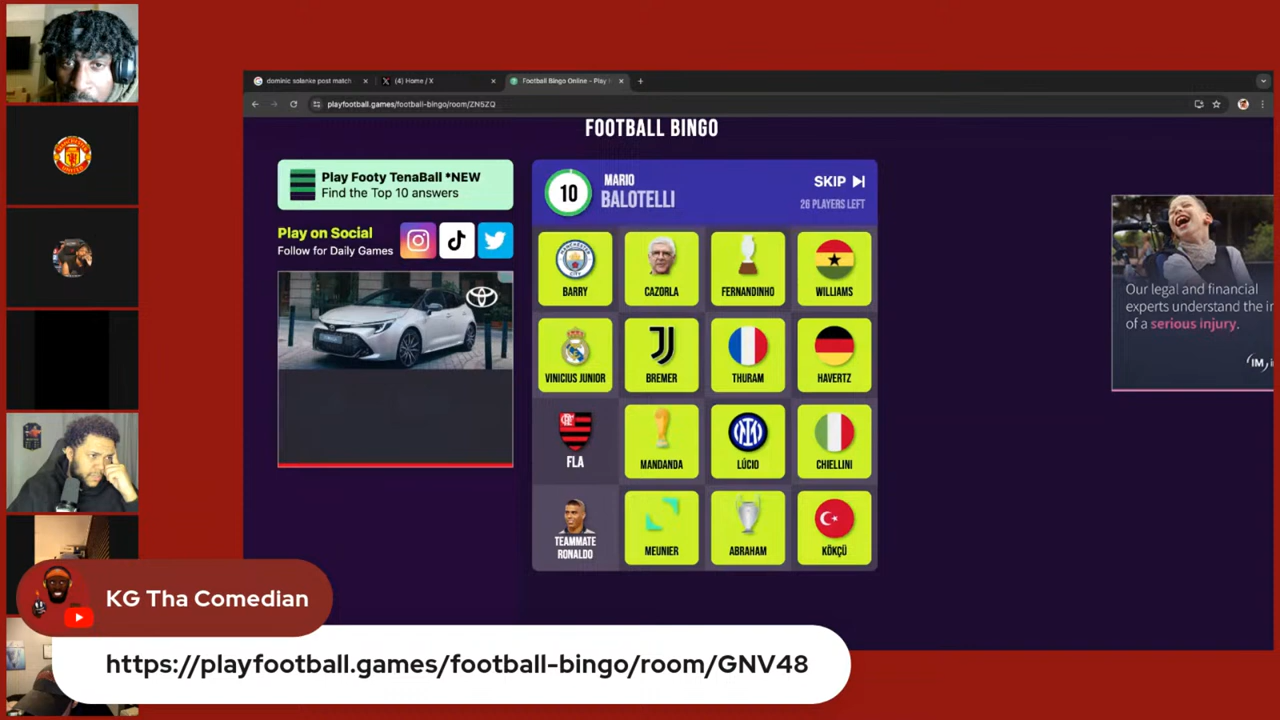 dominic solanke post match
(4) Home / X
Football Bingo Online - Play
playfootball.games/football-bingo/room/ZN5ZQ
FOOTBALL BINGO
Play Footy TenaBall *NEW
Find the Top 10 answers
Play on Social
Follow for Daily Games
10
MARIO
BALOTELLI
SKIP
26 PLAYERS LEFT
BARRY
CAZORLA
FERNANDINHO
WILLIAMS
VINICIUS JUNIOR
BREMER
THURAM
HAVERTZ
FLA
MANDANDA
LÚCIO
CHIELLINI
TEAMMATE
RONALDO
MEUNIER
ABRAHAM
KÖKÇÜ
Our legal and financial
experts understand the i
of a serious injury.
KG Tha Comedian
https://playfootball.games/football-bingo/room/GNV48